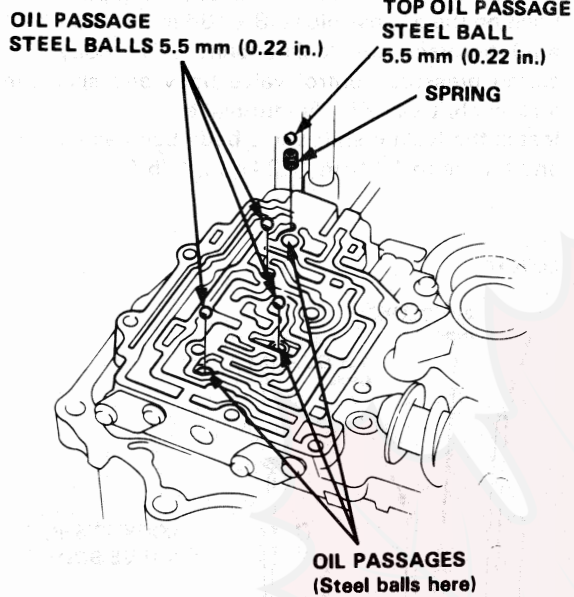 OIL PASSAGE
STEEL BALLS 5.5 mm (0.22 in.)
TOP OIL PASSAGE
STEEL BALL
5.5 mm (0.22 in.)
SPRING
OIL PASSAGES
(Steel balls here)